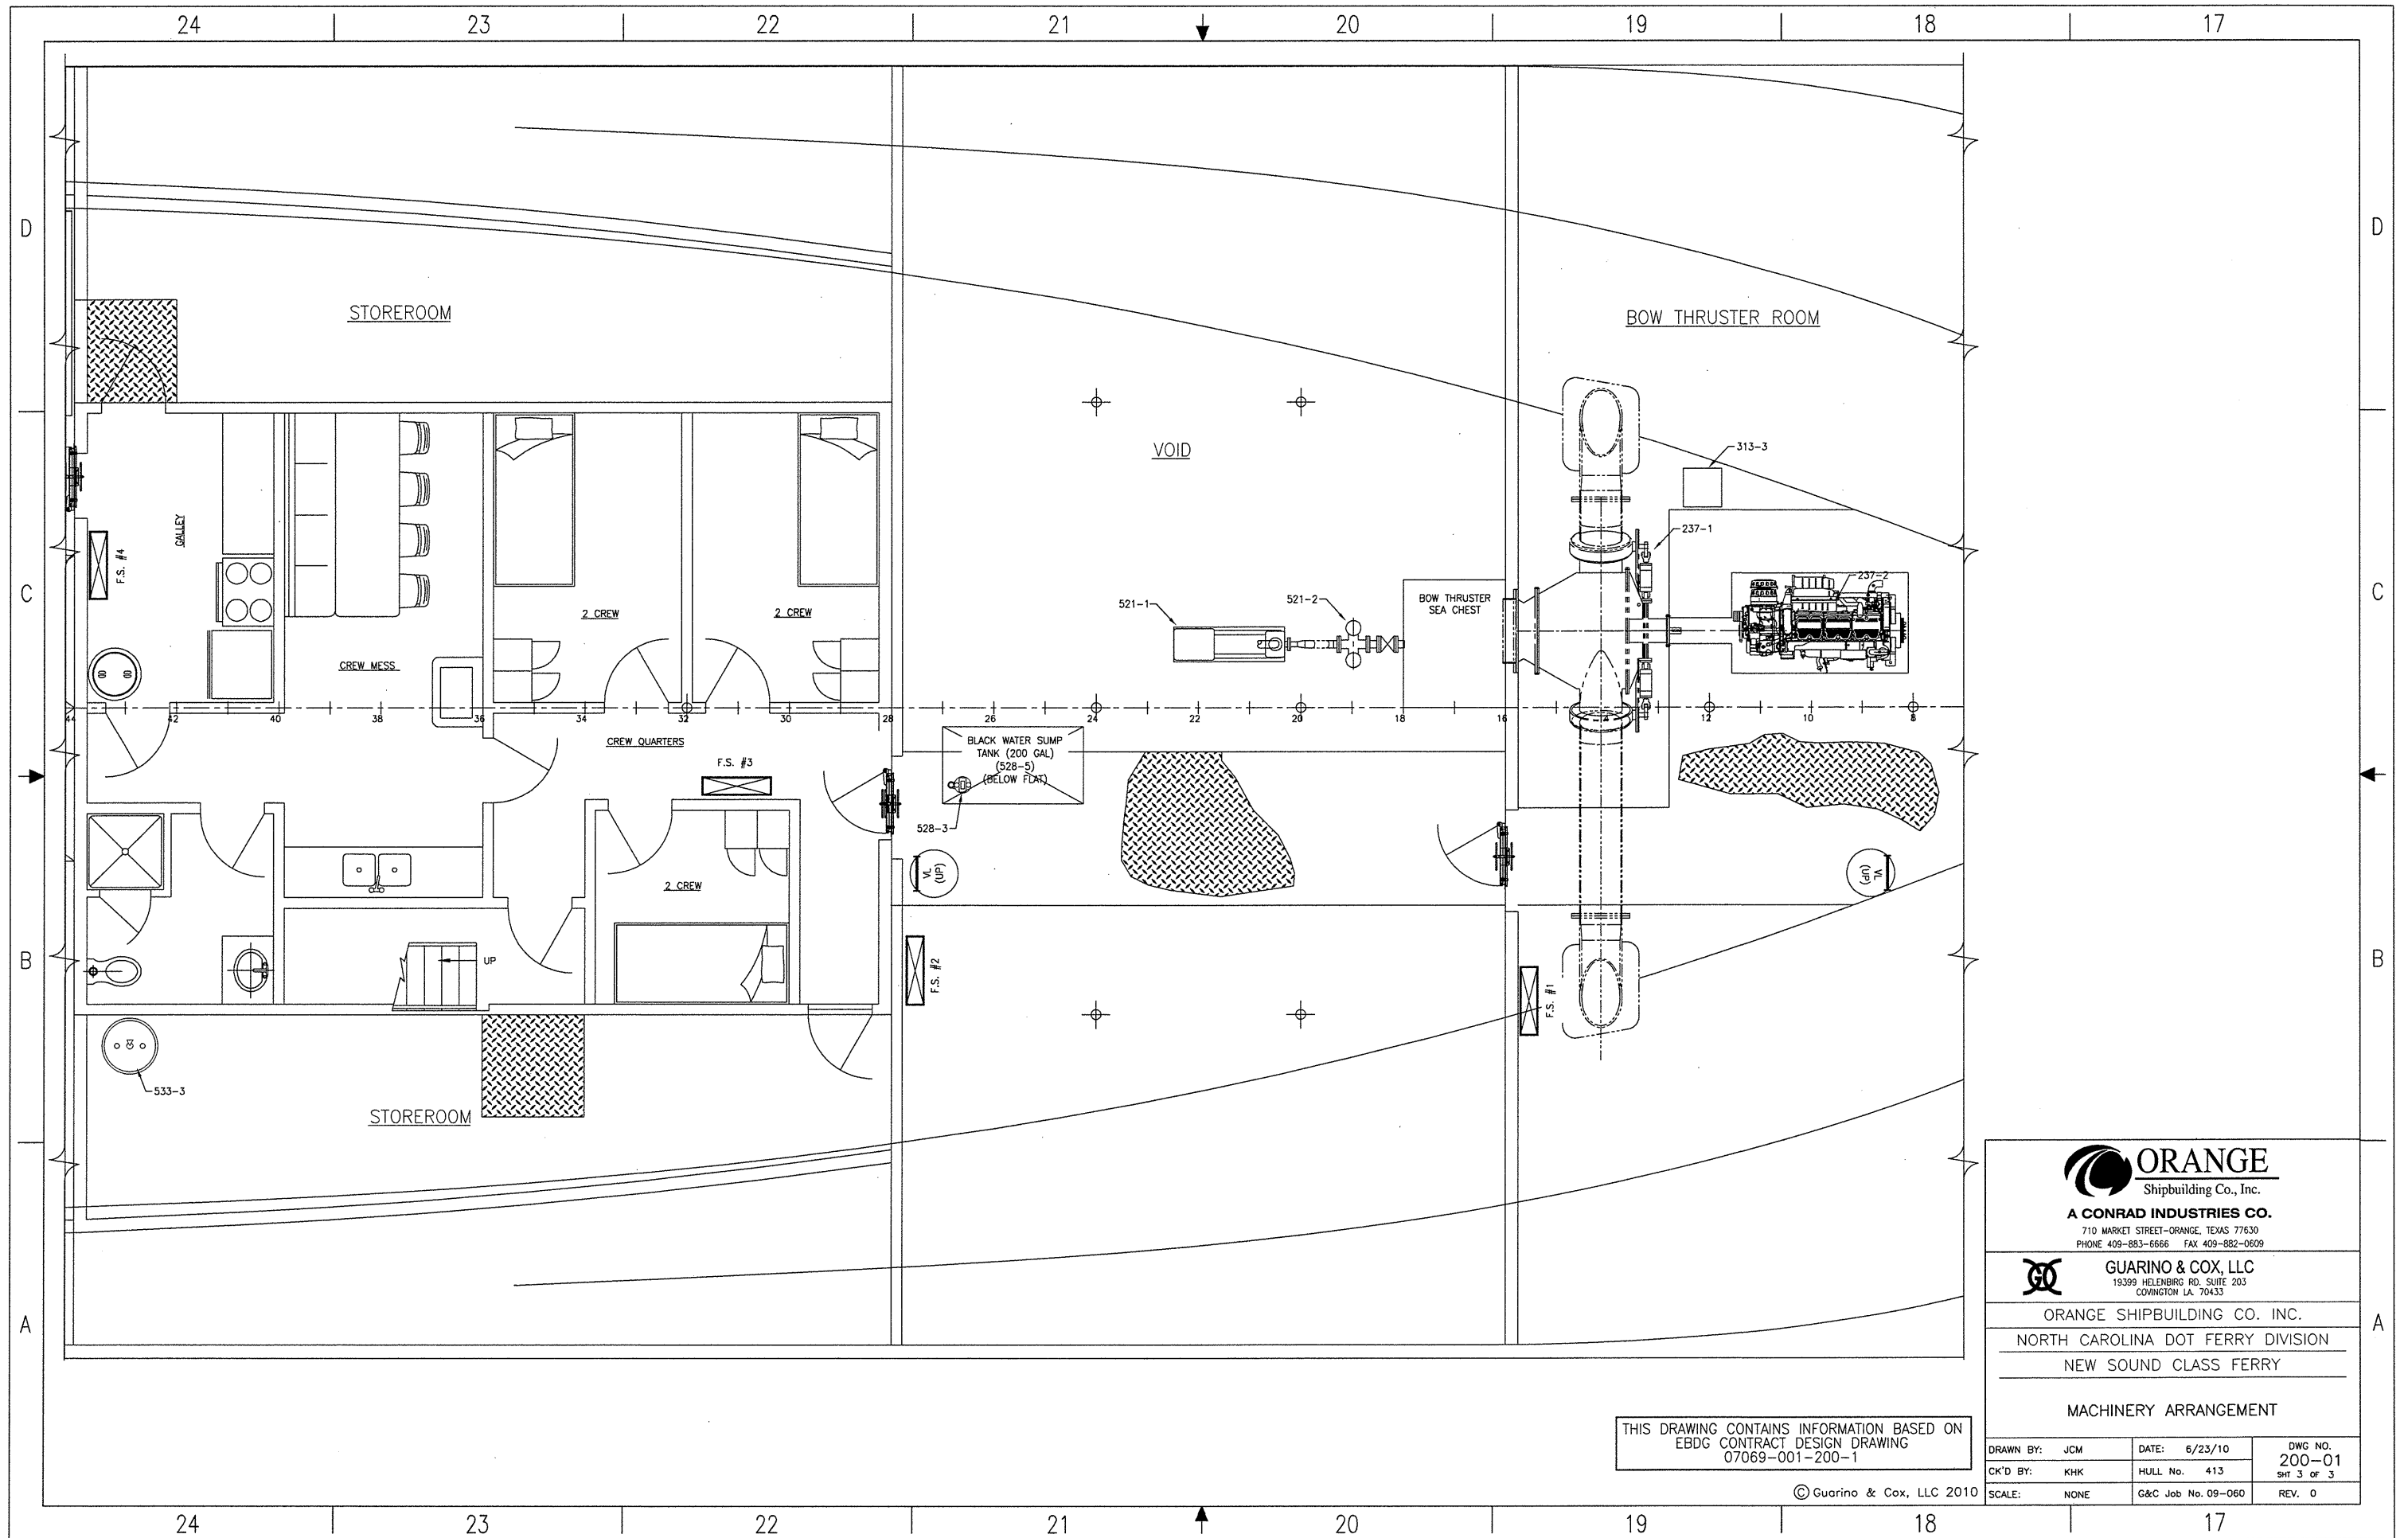 24 23 22 21 20 19 18 17
D D
STOREROOM
BOW THRUSTER ROOM
VOID
313-3
237-1
GALLEY
F.S. #4
C C
237-2
521-1
521-2
BOW THRUSTER
SEA CHEST
2 CREW
2 CREW
CREW MESS
44 42 40 38 36 34 32 30 28 26 24 22 20 18 16 14 12 10 8
CREW QUARTERS
BLACK WATER SUMP
TANK (200 GAL)
(528-5)
(BELOW FLAT)
F.S. #3
528-3
VL
(UP)
VL
(UP)
2 CREW
B B
UP
F.S. #2
F.S. #1
533-3
STOREROOM
A A
ORANGE
Shipbuilding Co., Inc.
A CONRAD INDUSTRIES CO.
710 MARKET STREET-ORANGE, TEXAS 77630
PHONE 409-883-6666 FAX 409-882-0609
GUARINO & COX, LLC
19399 HELENBIRG RD. SUITE 203
COVINGTON LA. 70433
ORANGE SHIPBUILDING CO. INC.
NORTH CAROLINA DOT FERRY DIVISION
NEW SOUND CLASS FERRY
MACHINERY ARRANGEMENT
THIS DRAWING CONTAINS INFORMATION BASED ON
EBDG CONTRACT DESIGN DRAWING
07069-001-200-1
DRAWN BY: JCM DATE: 6/23/10 DWG NO.
200-01
CK'D BY: KHK HULL No. 413 SHT 3 OF 3
SCALE: NONE G&C Job No. 09-060 REV. 0
© Guarino & Cox, LLC 2010
24 23 22 21 20 19 18 17